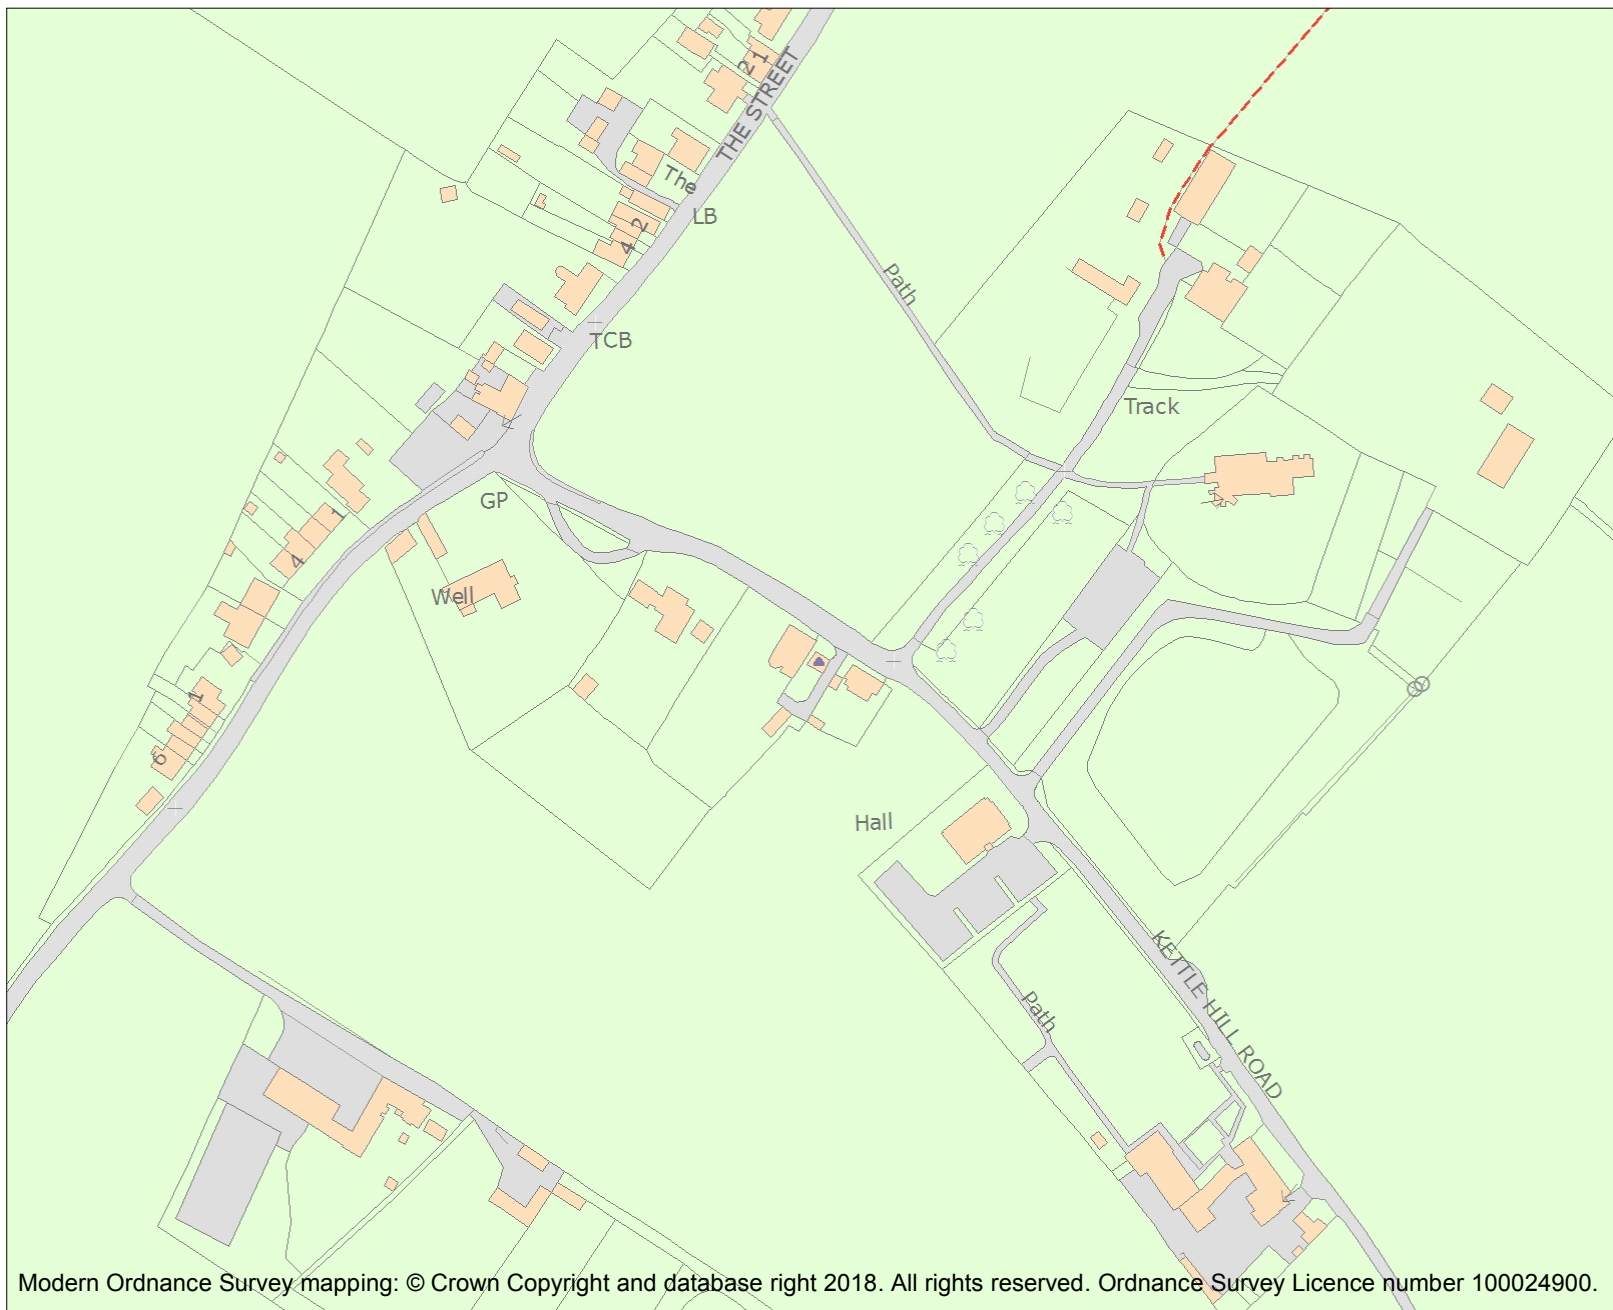 2 1
THE STREET
The
LB
2
4
Path
TCB
Track
GP
1
4
Well
1
6
Hall
KETTLE HILL ROAD
Path
Modern Ordnance Survey mapping: © Crown Copyright and database right 2018. All rights reserved. Ordnance Survey Licence number 100024900.